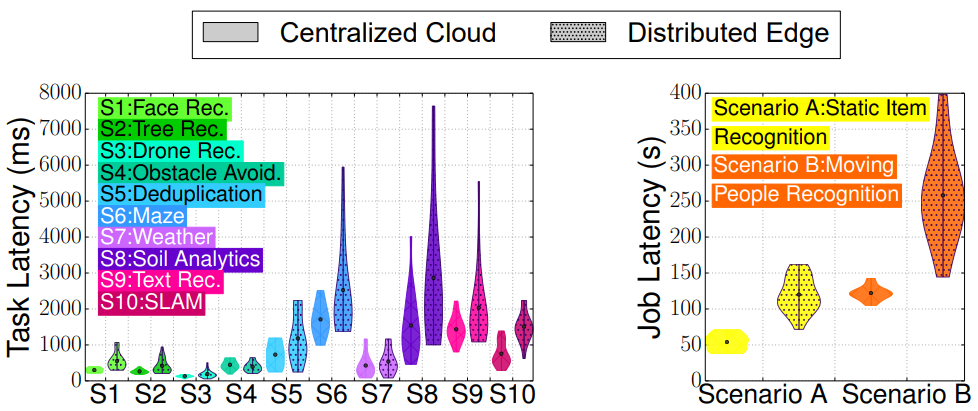 Centralized Cloud
Distributed Edge
Task Latency (ms)
8000
7000
6000
5000
4000
3000
2000
1000
0
S1:Face Rec.
S2:Tree Rec.
S3:Drone Rec.
S4:Obstacle Avoid.
S5:Deduplication
S6:Maze
S7:Weather
S8:Soil Analytics
S9:Text Rec.
S10:SLAM
S1 S2 S3 S4 S5 S6 S7 S8 S9 S10
Job Latency (s)
400
350
300
250
200
150
100
50
0
Scenario A:Static Item
Recognition
Scenario B:Moving
People Recognition
Scenario A Scenario B